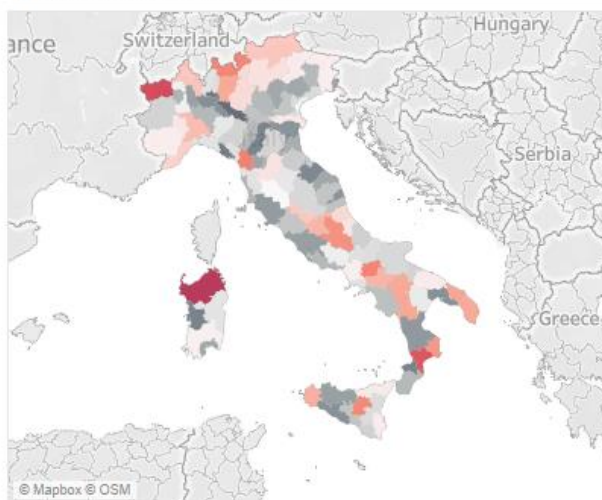 Hungary
ance
Switzerland
Serbia
Greece
© Mapbox © OSM